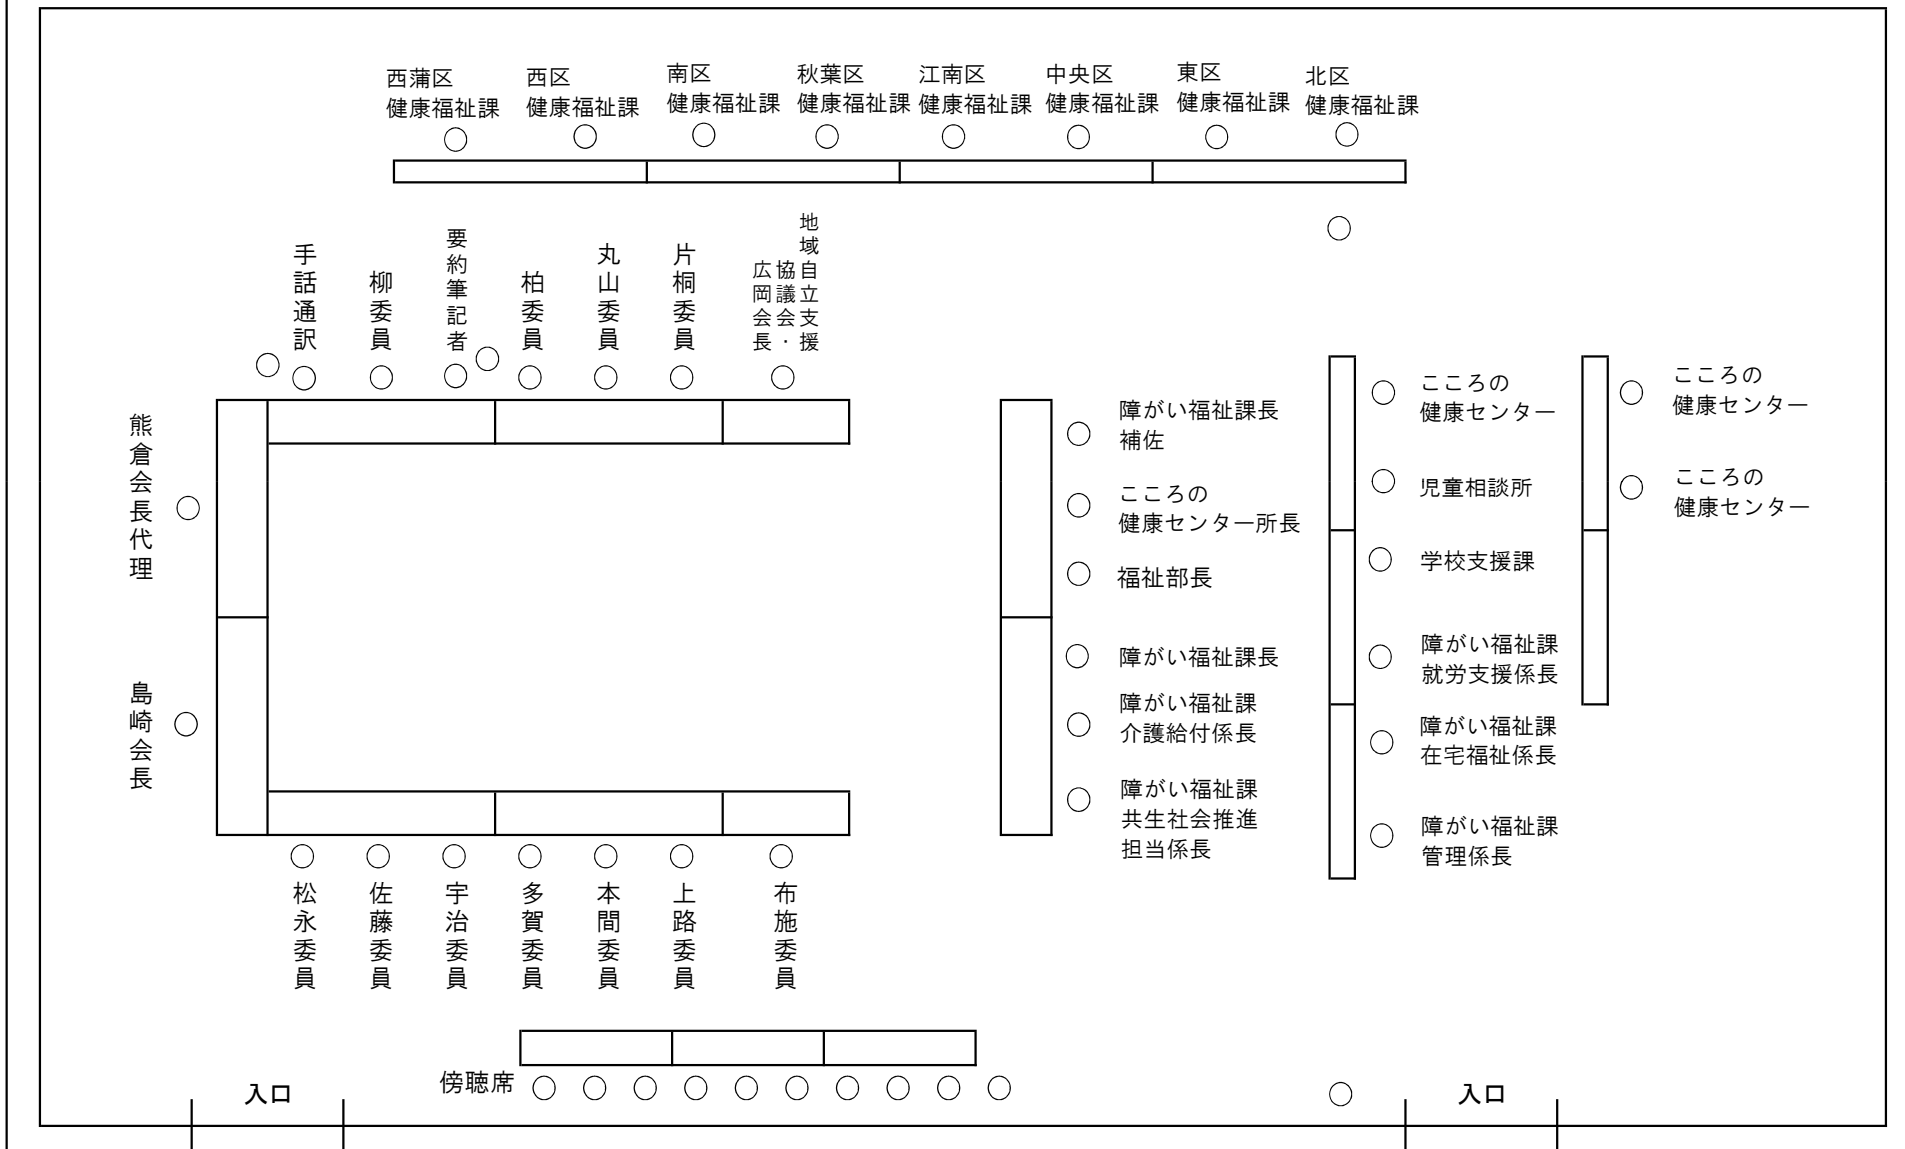 西蒲区
健康福祉課
西区
健康福祉課
南区
健康福祉課
秋葉区
健康福祉課
江南区
健康福祉課
中央区
健康福祉課
東区
健康福祉課
北区
健康福祉課
手話通訳
柳委員
要約筆記者
柏委員
丸山委員
片桐委員
地域自立支援
協議会・
広岡会長
熊倉会長代理
島崎会長
障がい福祉課長
補佐
こころの
健康センター所長
福祉部長
障がい福祉課長
障がい福祉課
介護給付係長
障がい福祉課
共生社会推進
担当係長
こころの
健康センター
児童相談所
学校支援課
障がい福祉課
就労支援係長
障がい福祉課
在宅福祉係長
障がい福祉課
管理係長
こころの
健康センター
こころの
健康センター
松永委員
佐藤委員
宇治委員
多賀委員
本間委員
上路委員
布施委員
傍聴席
入口
入口